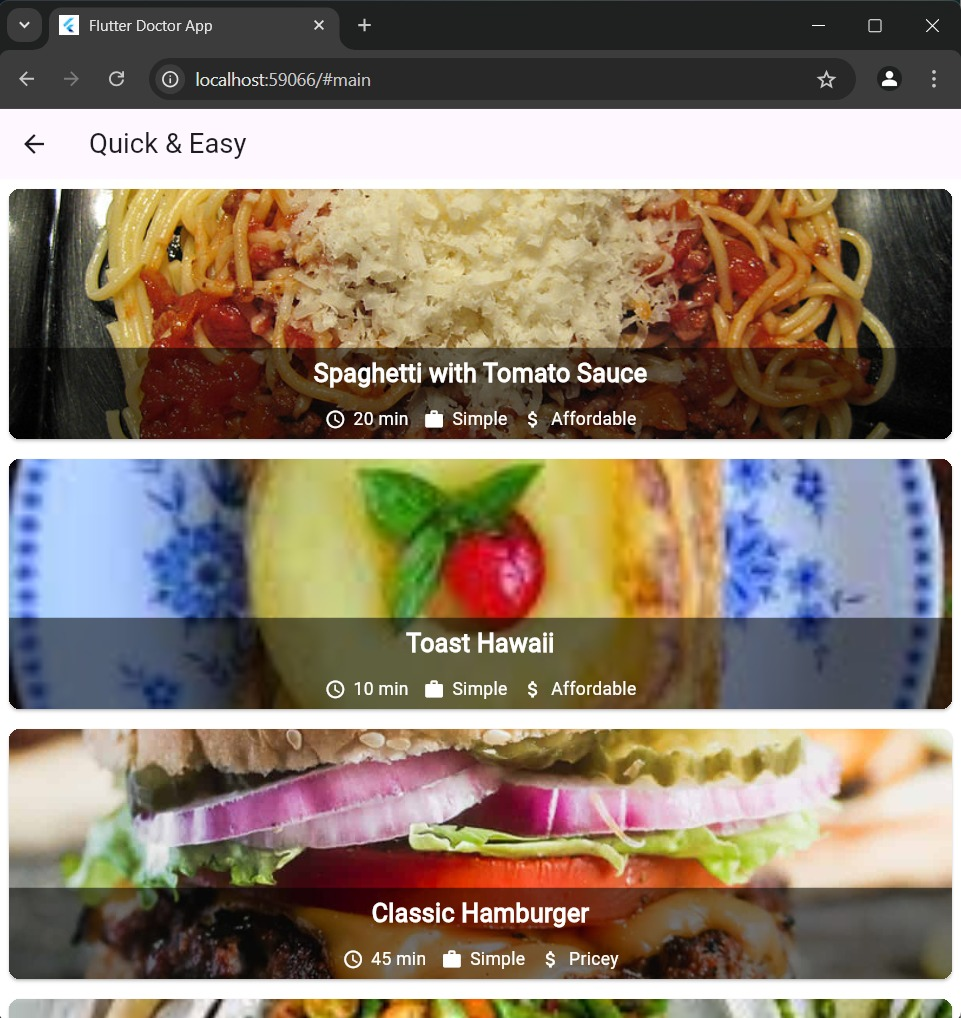 Flutter Doctor App
localhost:59066/#main
Quick & Easy
Spaghetti with Tomato Sauce
20 min Simple $ Affordable
Toast Hawaii
10 min Simple $ Affordable
Classic Hamburger
45 min Simple $ Pricey